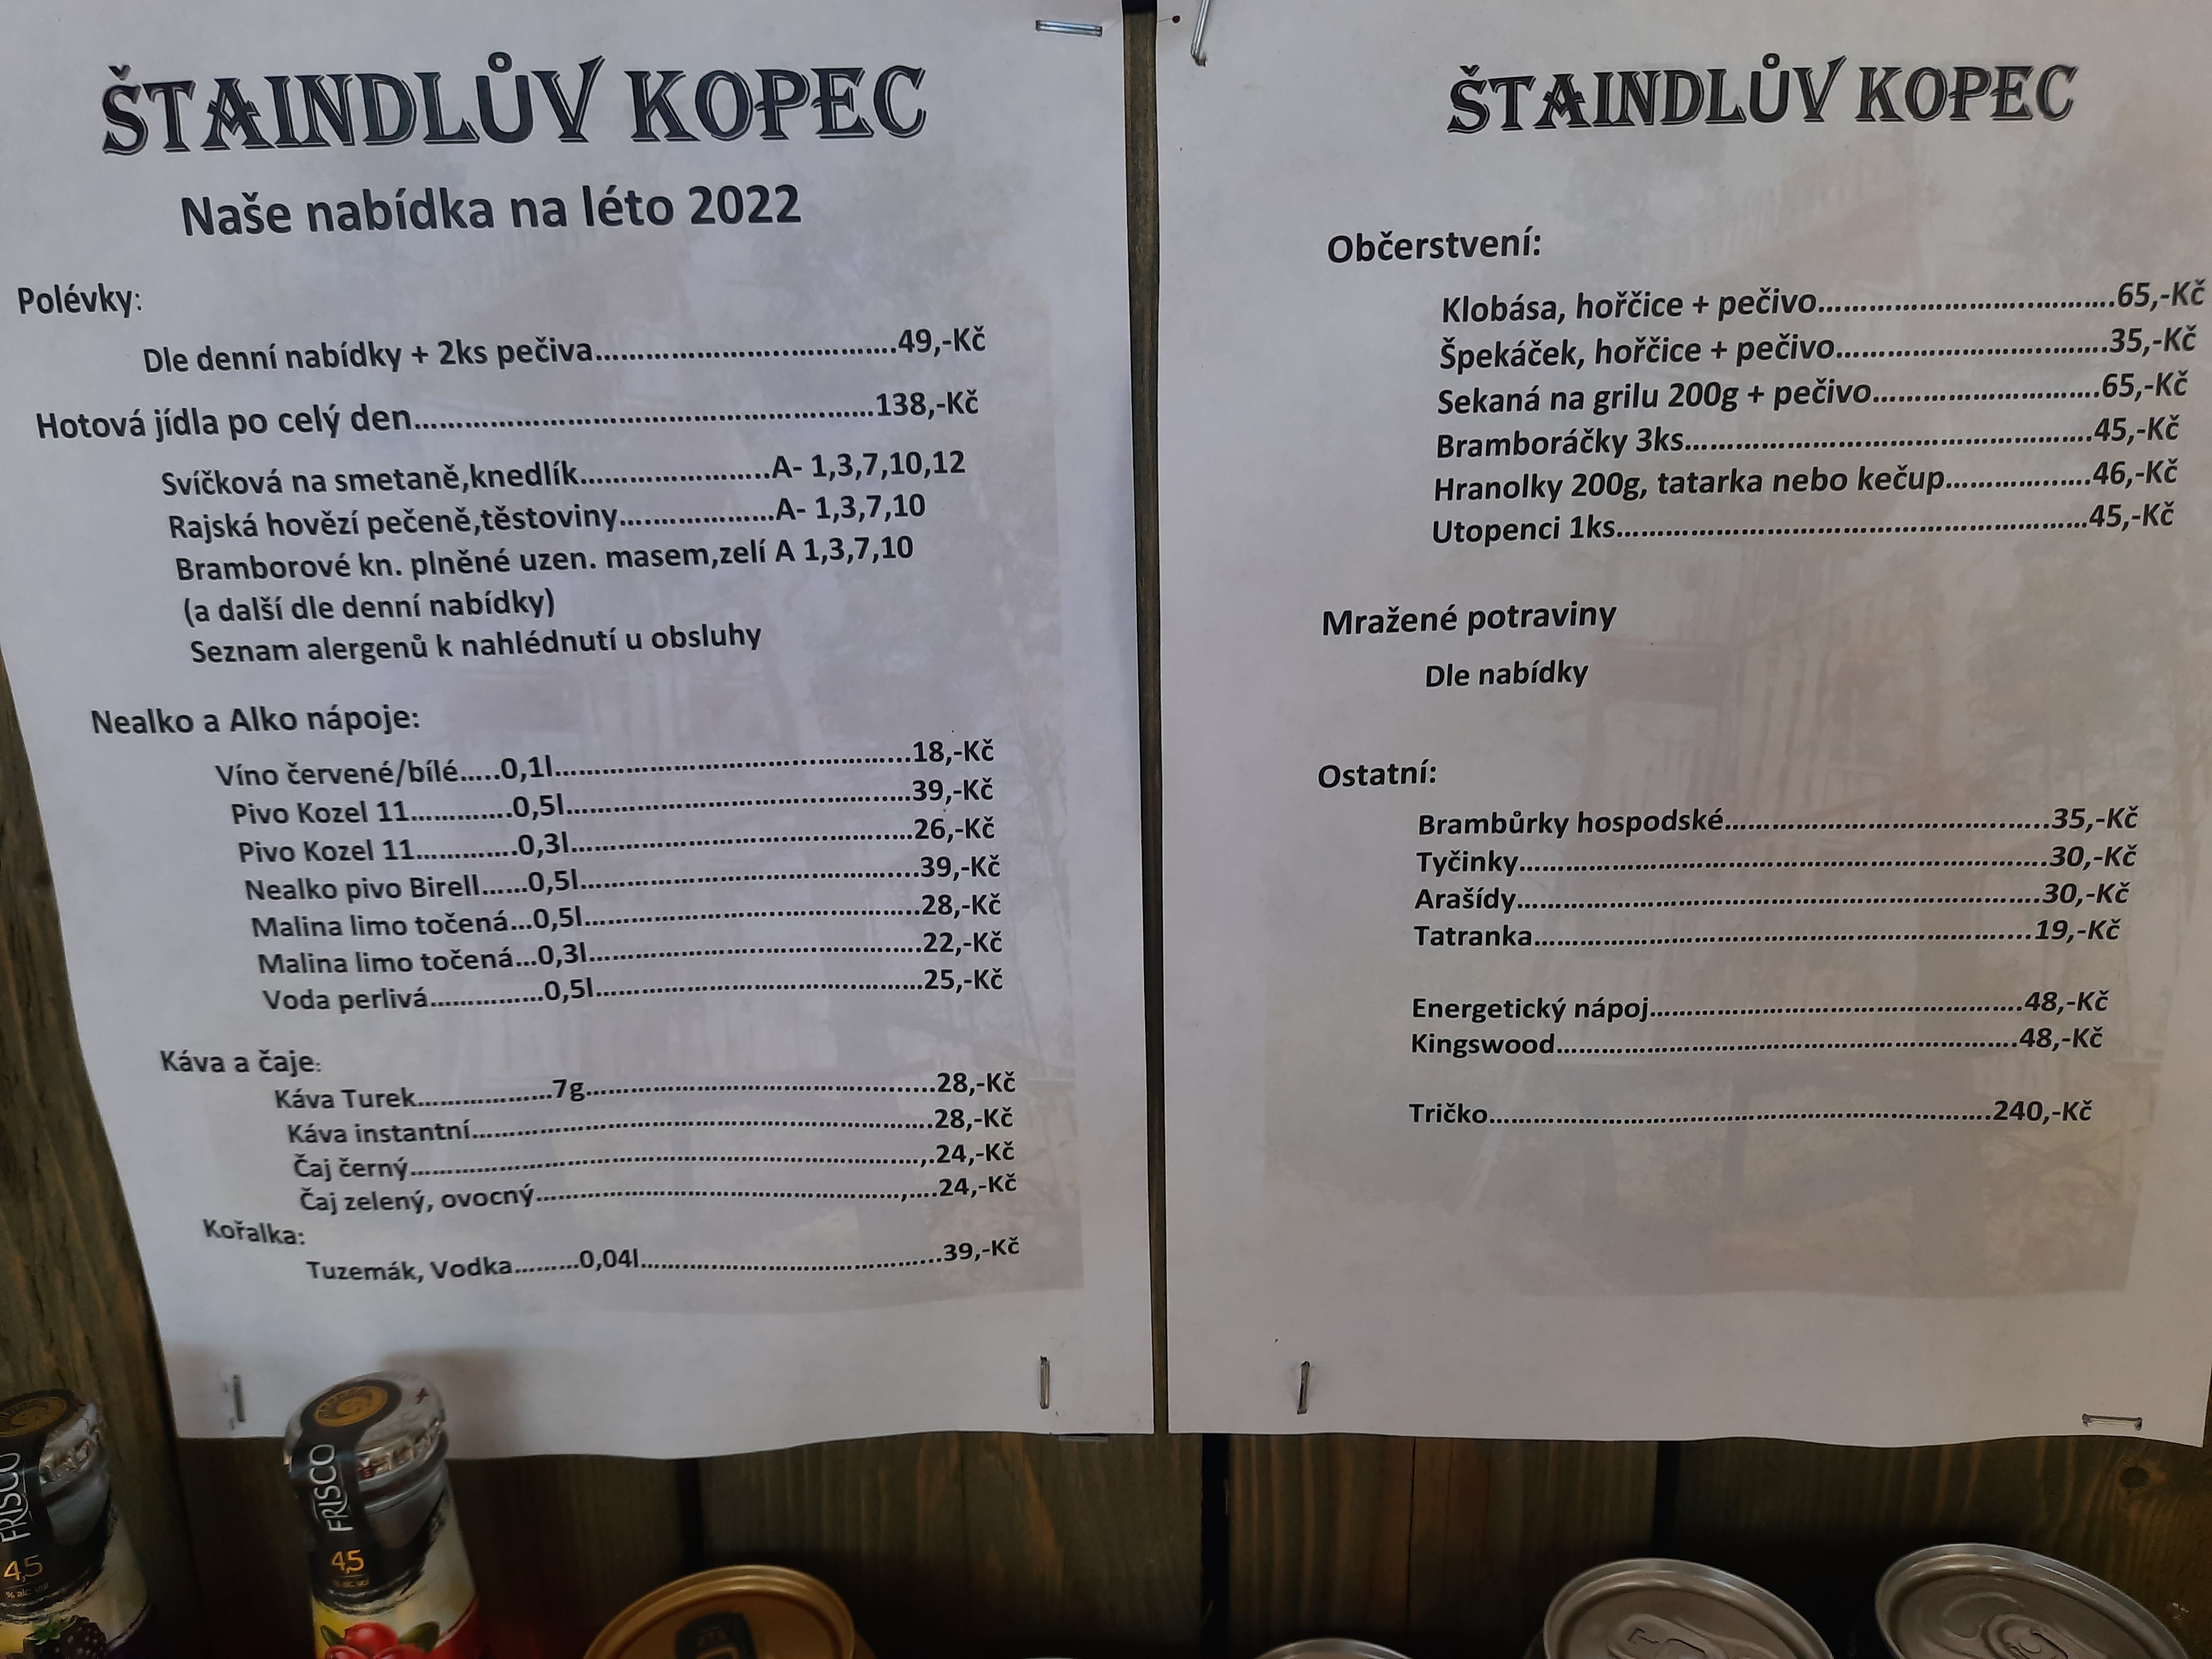 ŠTAINDLŮV KOPEC
Naše nabídka na léto 2022
Polévky:
Dle denní nabídky + 2ks pečiva.......................................49,-Kč
Hotová jídla po celý den.........................................................138,-Kč
Svíčková na smetaně,knedlík.......................A- 1,3,7,10,12
Rajská hovězí pečeně,těstoviny...................A- 1,3,7,10
Bramborové kn. plněné uzen. masem,zelí A 1,3,7,10
(a další dle denní nabídky)
Seznam alergenů k nahlédnutí u obsluhy
Nealko a Alko nápoje:
Víno červené/bílé.....0,1l...............................................18,-Kč
Pivo Kozel 11.............0,5l.............................................39,-Kč
Pivo Kozel 11.............0,3l.............................................26,-Kč
Nealko pivo Birell......0,5l.............................................39,-Kč
Malina limo točená...0,5l.............................................28,-Kč
Malina limo točená...0,3l.............................................22,-Kč
Voda perlivá...............0,5l.............................................25,-Kč
Káva a čaje:
Káva Turek.................7g.............................................28,-Kč
Káva instantní............................................................28,-Kč
Čaj černý..................................................................,.24,-Kč
Čaj zelený, ovocný................................................,....24,-Kč
Kořalka:
Tuzemák, Vodka.........0,04l.........................................39,-Kč
ŠTAINDLŮV KOPEC
Občerstvení:
Klobása, hořčice + pečivo.......................................65,-Kč
Špekáček, hořčice + pečivo....................................35,-Kč
Sekaná na grilu 200g + pečivo..............................65,-Kč
Bramboráčky 3ks.....................................................45,-Kč
Hranolky 200g, tatarka nebo kečup...................46,-Kč
Utopenci 1ks.............................................................45,-Kč
Mražené potraviny
Dle nabídky
Ostatní:
Brambůrky hospodské............................................35,-Kč
Tyčinky........................................................................30,-Kč
Arašídy........................................................................30,-Kč
Tatranka.....................................................................19,-Kč
Energetický nápoj....................................................48,-Kč
Kingswood.................................................................48,-Kč
Tričko.......................................................................240,-Kč
FRISCO
4,5
% alc. vol
FRISCO
4,5
% alc. vol